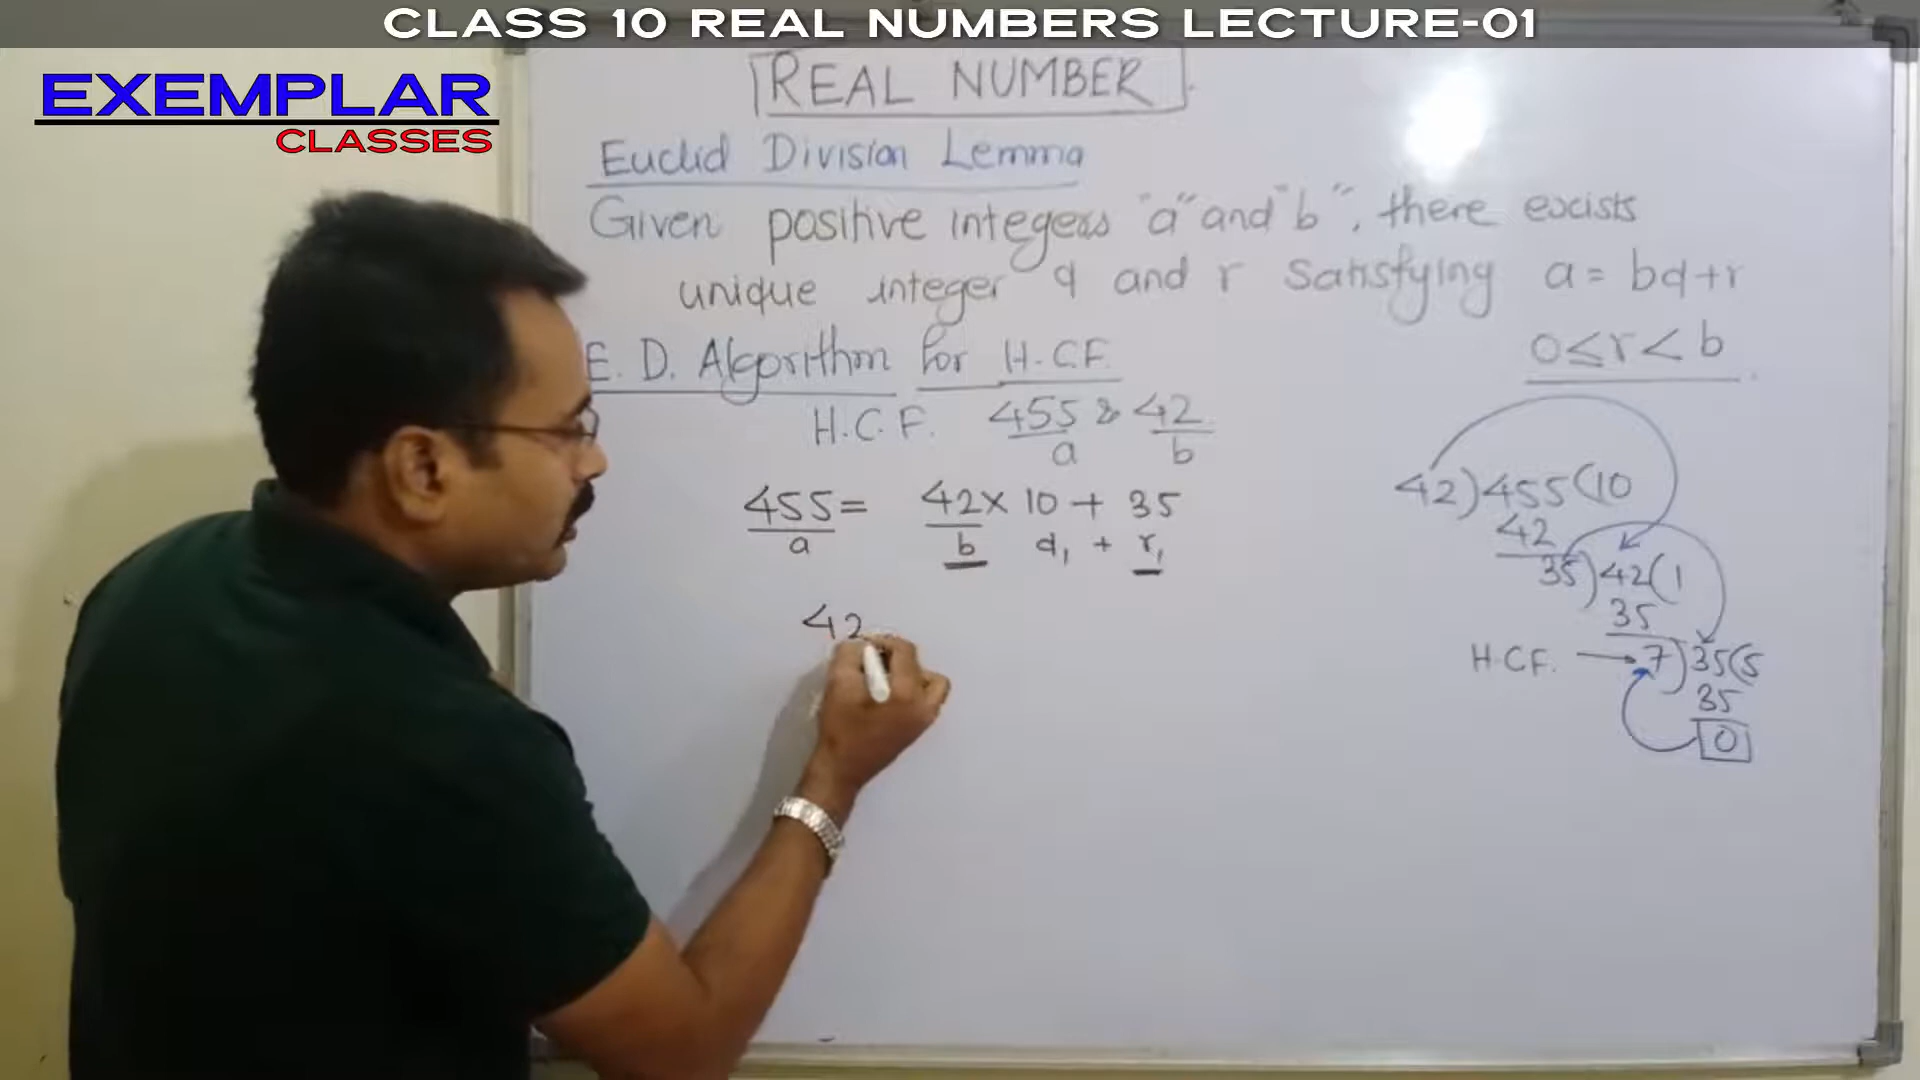 CLASS 10 REAL NUMBERS LECTURE-01
EXEMPLAR
CLASSES
REAL NUMBER
Euclid Division Lemma
Given positive integers "a" and "b", there excists
unique integer q and r satisfying a = bq+r
0≤r<b
E. D. Algorithm for H.C.F.
H.C.F. 455 & 42
a b
455= 42× 10 + 35
a b q₁ + r₁
42
42)455(10
42
35)42(1
35
H.C.F. → 7)35(5
35
0